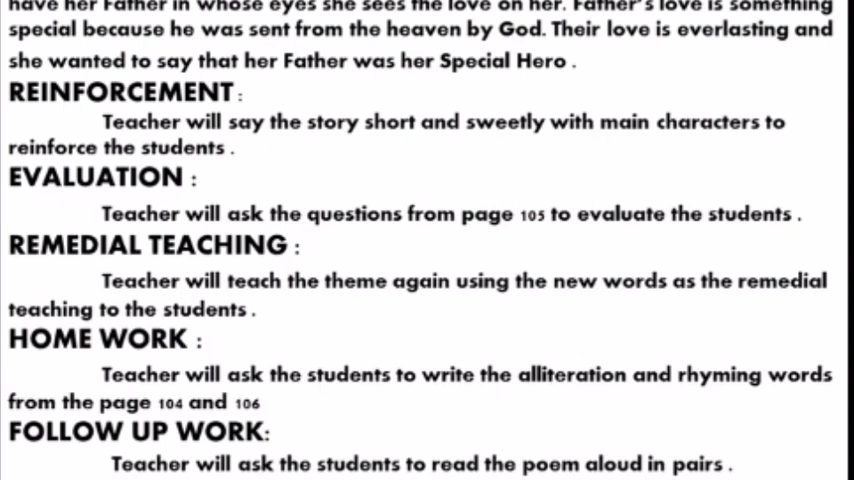 have her Father in whose eyes she sees the love on her. Father's love is something
special because he was sent from the heaven by God. Their love is everlasting and
she wanted to say that her Father was her Special Hero .
REINFORCEMENT :
Teacher will say the story short and sweetly with main characters to
reinforce the students .
EVALUATION :
Teacher will ask the questions from page 105 to evaluate the students .
REMEDIAL TEACHING :
Teacher will teach the theme again using the new words as the remedial
teaching to the students .
HOME WORK :
Teacher will ask the students to write the alliteration and rhyming words
from the page 104 and 106
FOLLOW UP WORK:
Teacher will ask the students to read the poem aloud in pairs .